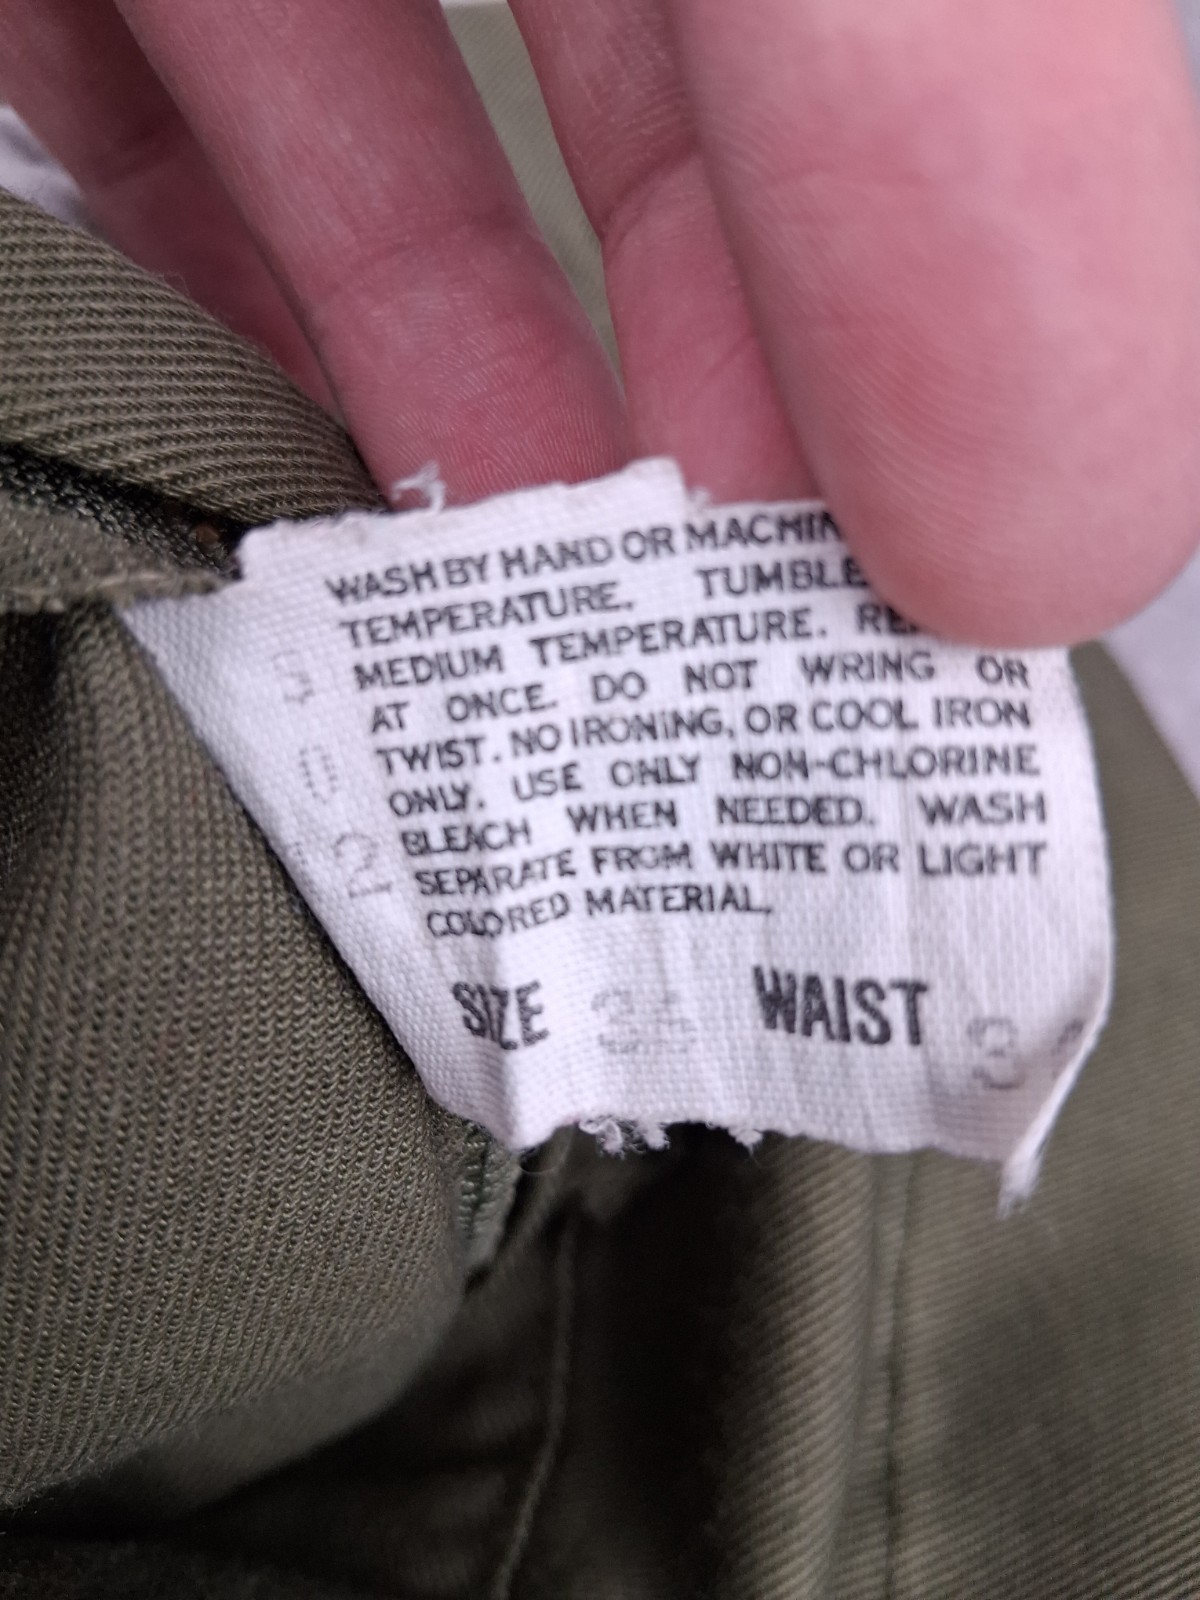 WASH BY HAND OR MACHIN
TEMPERATURE. TUMBLE
MEDIUM TEMPERATURE.
AT ONCE. DO NOT WRING OR
TWIST. NO IRONING, OR COOL IRON
ONLY. USE ONLY NON-CHLORINE
BLEACH WHEN NEEDED. WASH
SEPARATE FROM WHITE OR LIGHT
COLORED MATERIAL.
SIZE 34 WAIST 3